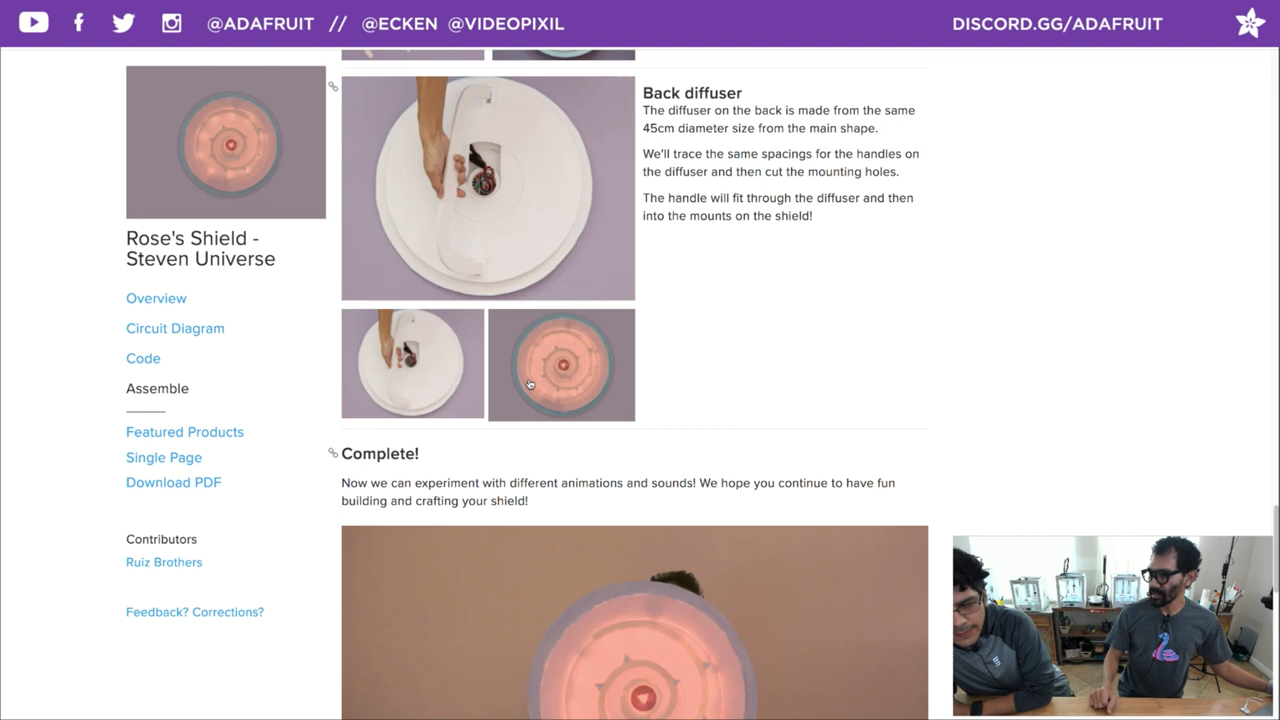 @ADAFRUIT // @ECKEN @VIDEOPIXIL
DISCORD.GG/ADAFRUIT
Rose's Shield -
Steven Universe
Overview
Circuit Diagram
Code
Assemble
Featured Products
Single Page
Download PDF
Contributors
Ruiz Brothers
Feedback? Corrections?
Back diffuser
The diffuser on the back is made from the same
45cm diameter size from the main shape.
We'll trace the same spacings for the handles on
the diffuser and then cut the mounting holes.
The handle will fit through the diffuser and then
into the mounts on the shield!
Complete!
Now we can experiment with different animations and sounds! We hope you continue to have fun
building and crafting your shield!